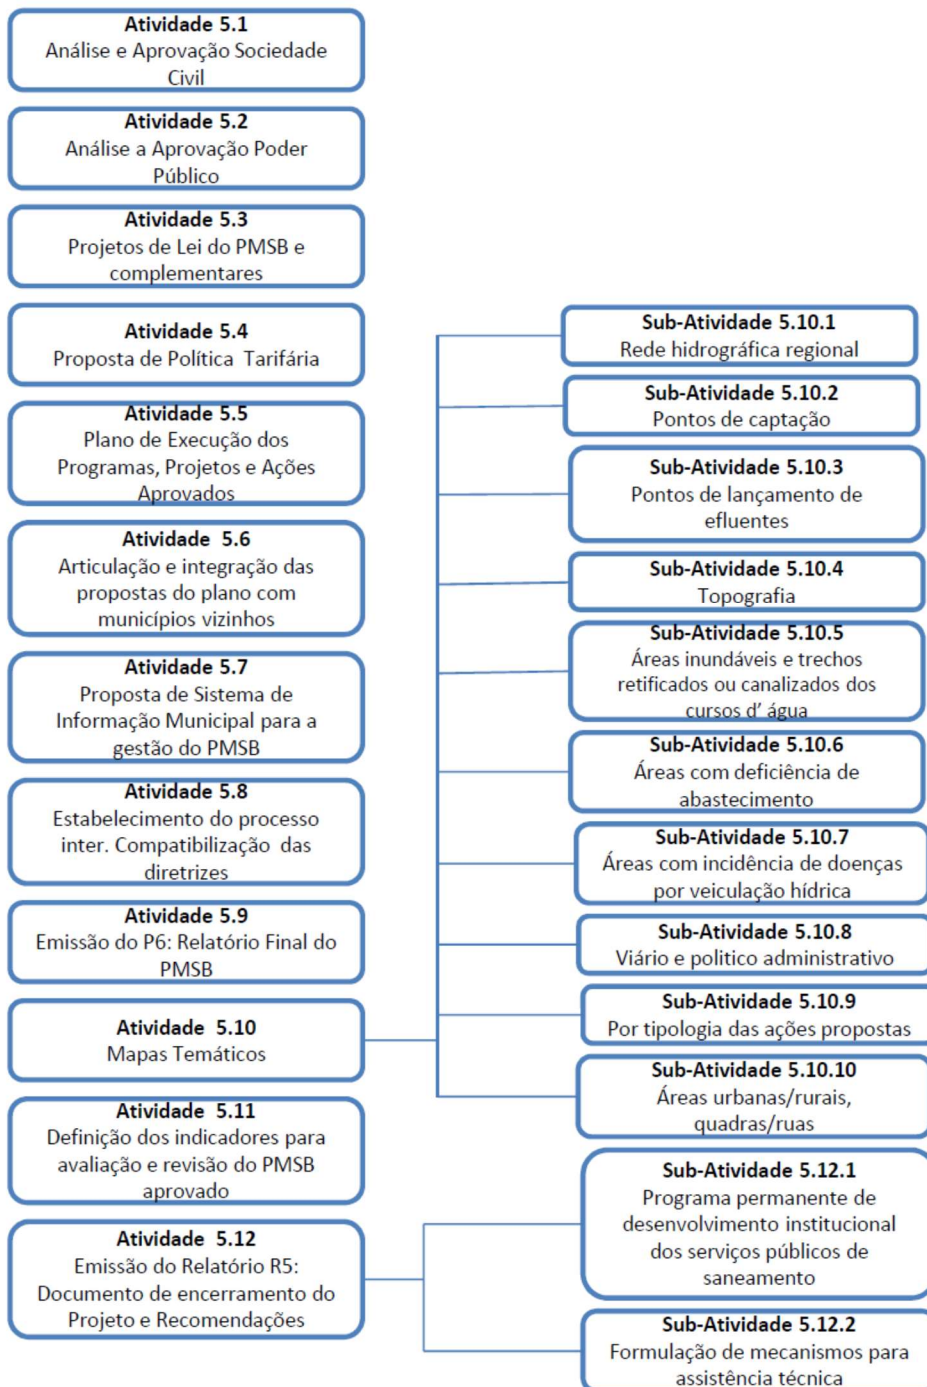 Atividade 5.1
Análise e Aprovação Sociedade
Civil
Atividade 5.2
Análise a Aprovação Poder
Público
Atividade 5.3
Projetos de Lei do PMSB e
complementares
Atividade 5.4
Proposta de Política Tarifária
Atividade 5.5
Plano de Execução dos
Programas, Projetos e Ações
Aprovados
Atividade 5.6
Articulação e integração das
propostas do plano com
municípios vizinhos
Atividade 5.7
Proposta de Sistema de
Informação Municipal para a
gestão do PMSB
Atividade 5.8
Estabelecimento do processo
inter. Compatibilização das
diretrizes
Atividade 5.9
Emissão do P6: Relatório Final do
PMSB
Atividade 5.10
Mapas Temáticos
Sub-Atividade 5.10.1
Rede hidrográfica regional
Sub-Atividade 5.10.2
Pontos de captação
Sub-Atividade 5.10.3
Pontos de lançamento de
efluentes
Sub-Atividade 5.10.4
Topografia
Sub-Atividade 5.10.5
Áreas inundáveis e trechos
retificados ou canalizados dos
cursos d' água
Sub-Atividade 5.10.6
Áreas com deficiência de
abastecimento
Sub-Atividade 5.10.7
Áreas com incidência de doenças
por veiculação hídrica
Sub-Atividade 5.10.8
Viário e politico administrativo
Sub-Atividade 5.10.9
Por tipologia das ações propostas
Sub-Atividade 5.10.10
Áreas urbanas/rurais,
quadras/ruas
Atividade 5.11
Definição dos indicadores para
avaliação e revisão do PMSB
aprovado
Atividade 5.12
Emissão do Relatório R5:
Documento de encerramento do
Projeto e Recomendações
Sub-Atividade 5.12.1
Programa permanente de
desenvolvimento institucional
dos serviços públicos de
saneamento
Sub-Atividade 5.12.2
Formulação de mecanismos para
assistência técnica